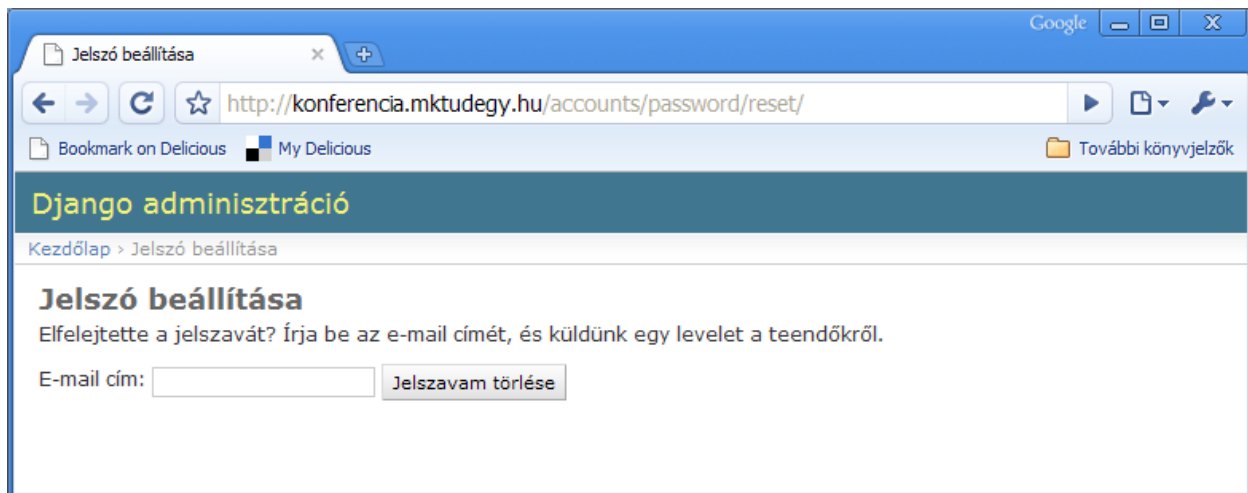 Google
Jelszó beállítása
http://konferencia.mktudegy.hu/accounts/password/reset/
Bookmark on Delicious My Delicious További könyvjelzők
Django adminisztráció
Kezdőlap › Jelszó beállítása
Jelszó beállítása
Elfelejtette a jelszavát? Írja be az e-mail címét, és küldünk egy levelet a teendőkről.
E-mail cím: Jelszavam törlése